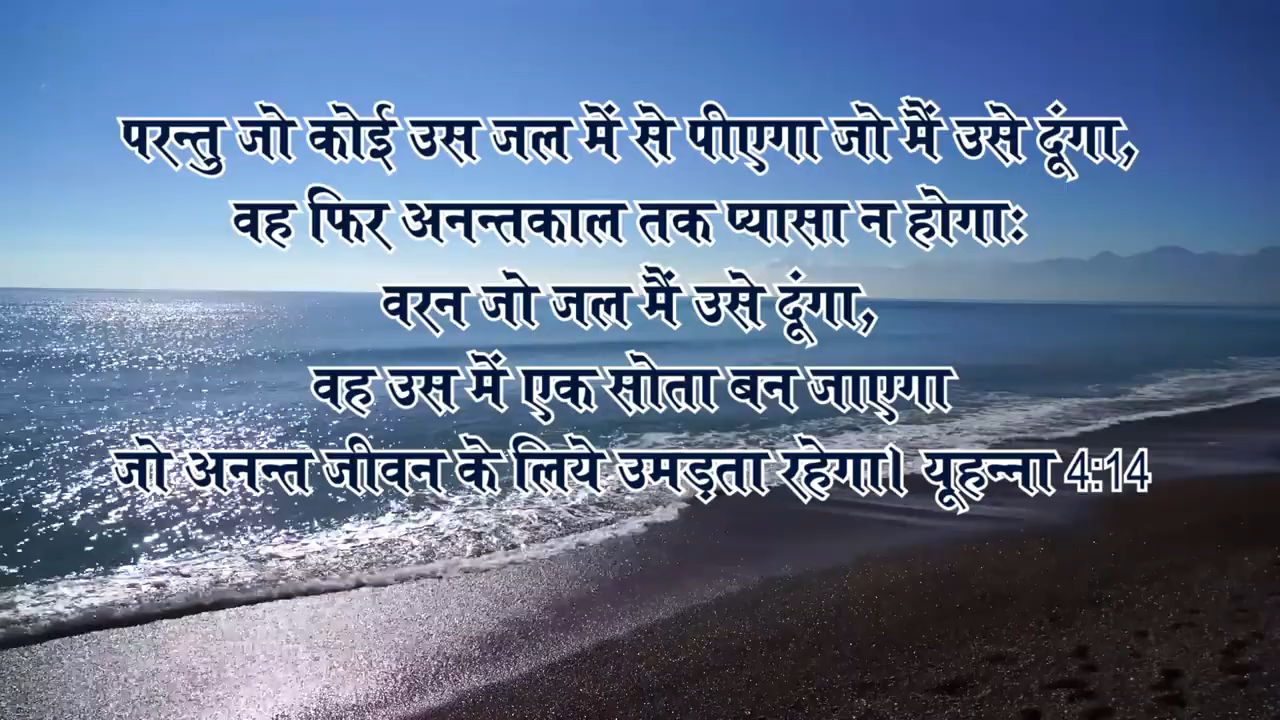 परन्तु जो कोई उस जल में से पीएगा जो मैं उसे दूंगा,
वह फिर अनन्तकाल तक प्यासा न होगाः
वरन जो जल मैं उसे दूंगा,
वह उस में एक सोता बन जाएगा
जो अनन्त जीवन के लिये उमड़ता रहेगा। यूहन्ना 4:14